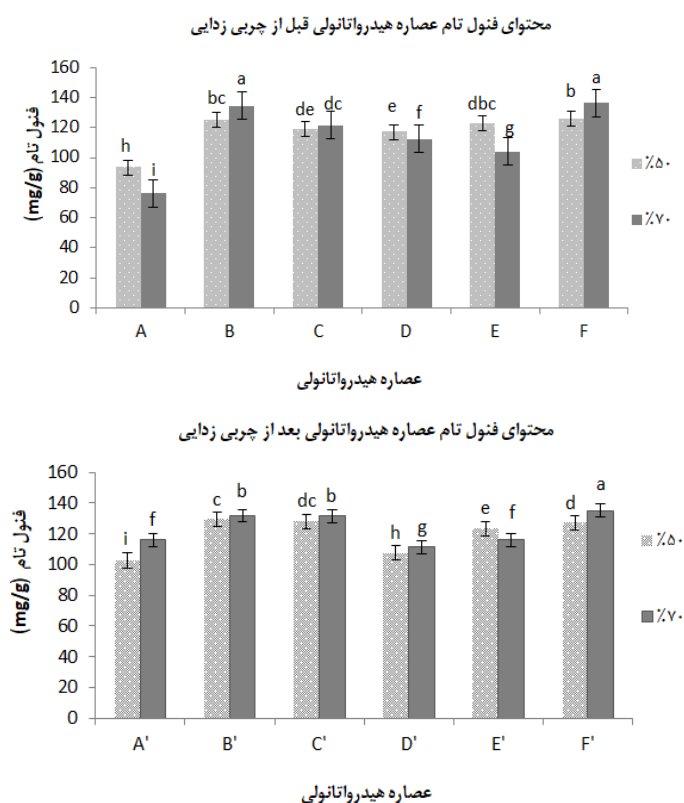 محتوای فنول تام عصاره هیدرواتانولی قبل از چربی زدایی
فنول تام (mg/g)
160
140
120
100
80
60
40
20
0
h i
bc a
de dc
e f
dbc g
b a
A B C D E F
%۵۰
%۷۰
عصاره هیدرواتانولی
محتوای فنول تام عصاره هیدرواتانولی بعد از چربی زدایی
فنول تام (mg/g)
160
140
120
100
80
60
40
20
0
i f
c b
dc b
h g
e f
d a
A' B' C' D' E' F'
%۵۰
%۷۰
عصاره هیدرواتانولی